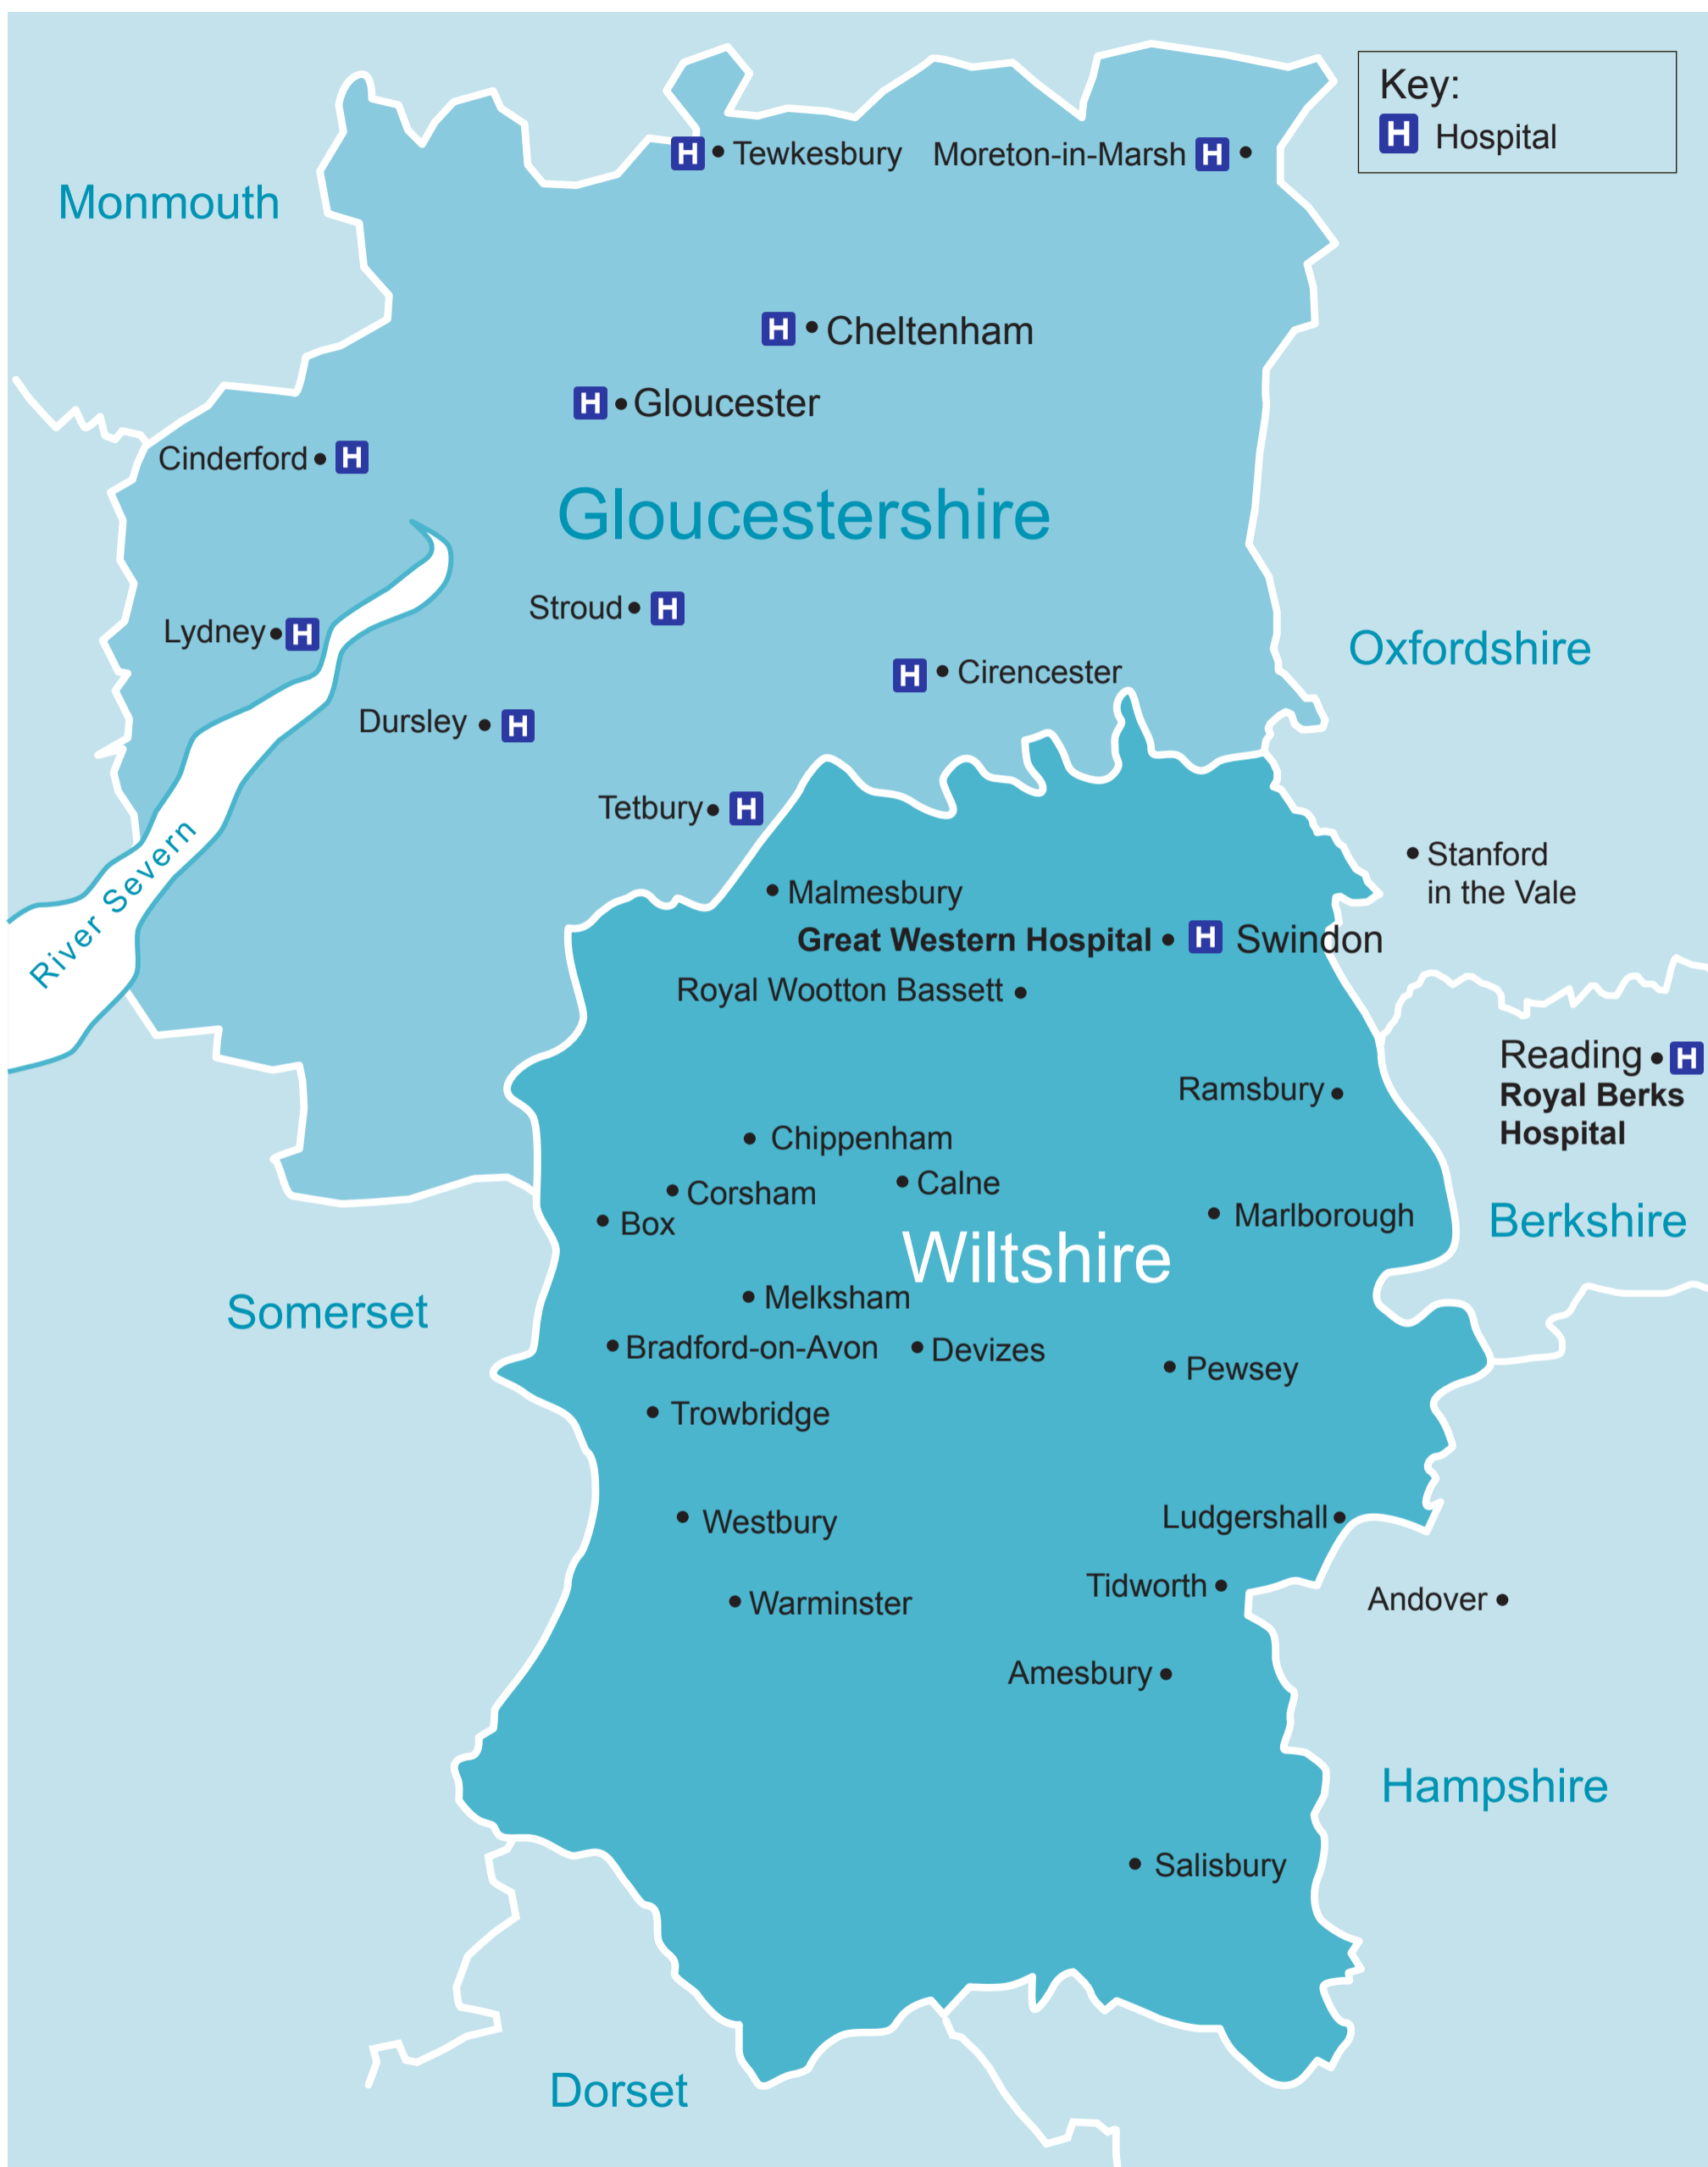 Key:
H Hospital
H Tewkesbury
Moreton-in-Marsh H
Monmouth
H Cheltenham
H Gloucester
Cinderford H
Gloucestershire
Stroud H
Lydney H
Oxfordshire
H Cirencester
Dursley H
Tetbury H
River Severn
Stanford
in the Vale
Malmesbury
Great Western Hospital H Swindon
Royal Wootton Bassett
Reading H
Royal Berks
Hospital
Ramsbury
Chippenham
Calne
Corsham
Marlborough
Berkshire
Box
Wiltshire
Melksham
Somerset
Bradford-on-Avon
Devizes
Pewsey
Trowbridge
Westbury
Ludgershall
Tidworth
Andover
Warminster
Amesbury
Hampshire
Salisbury
Dorset